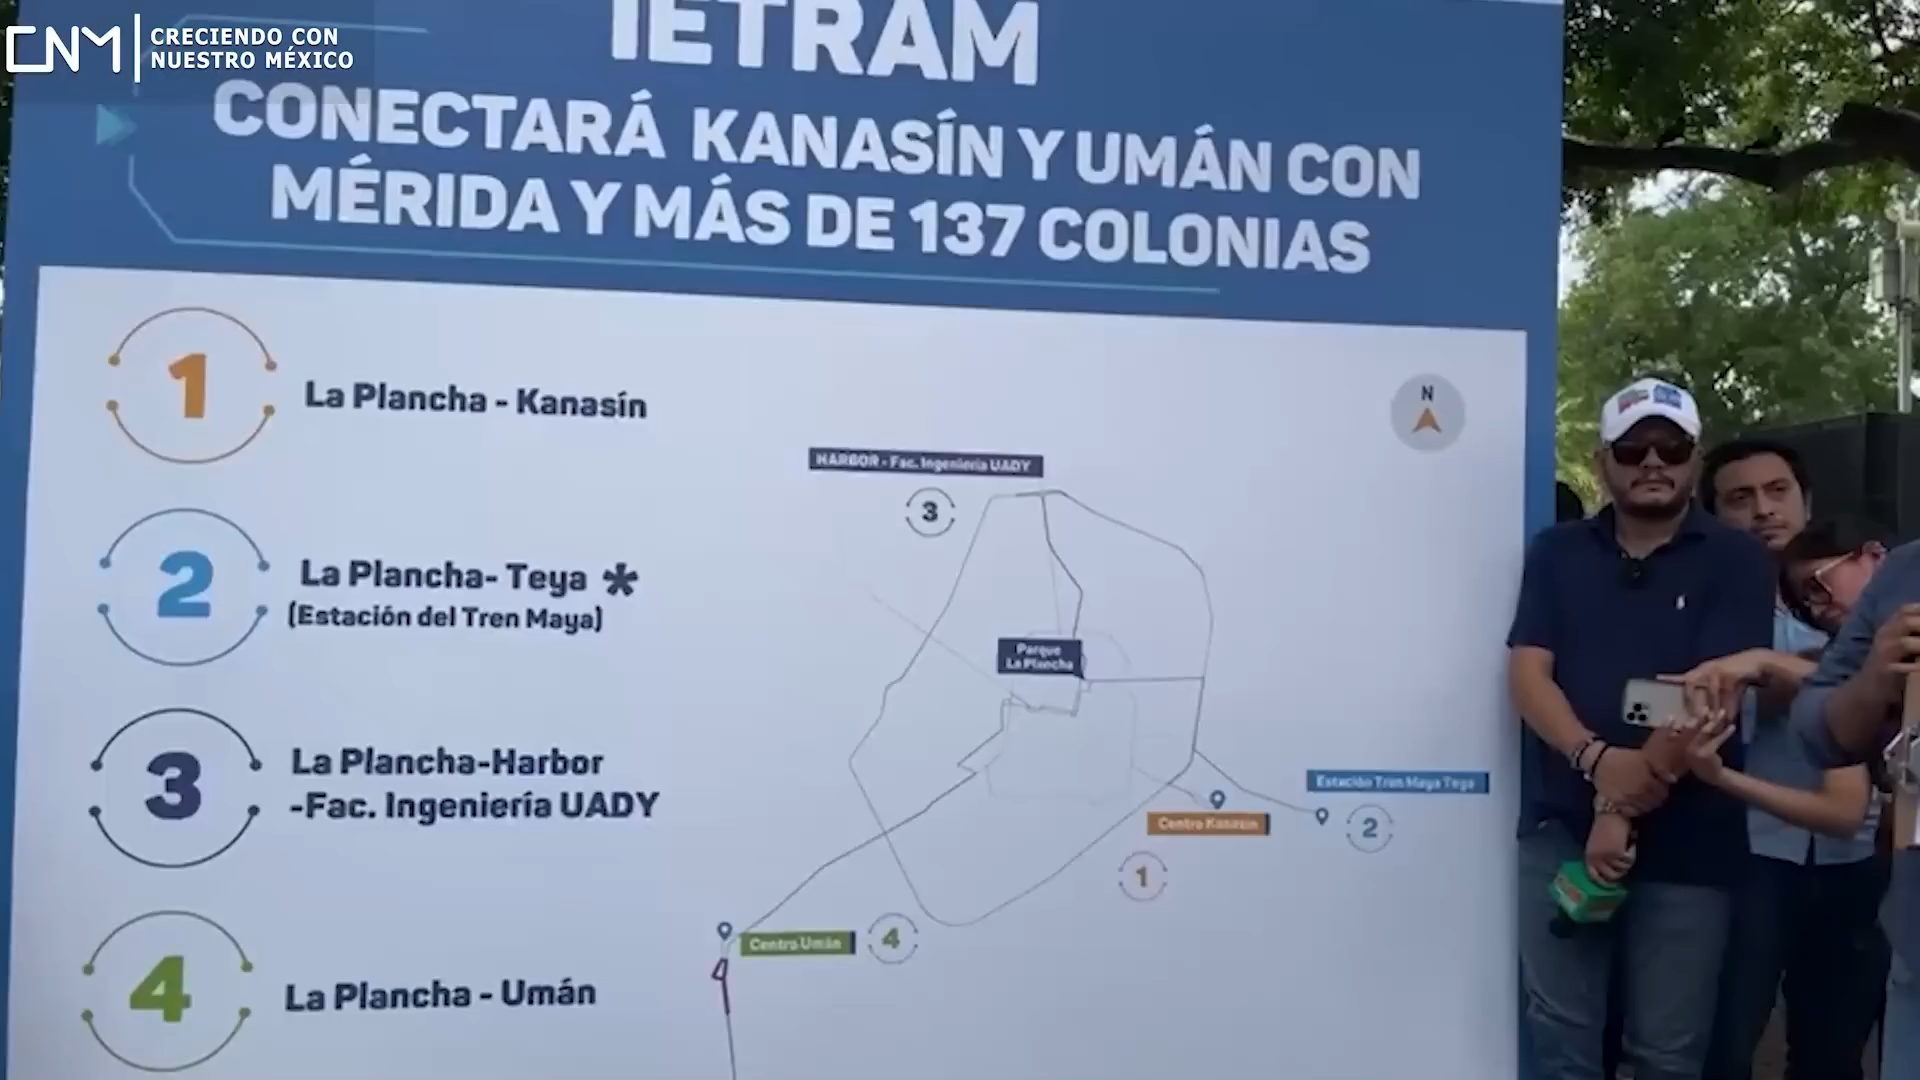 CNM
CRECIENDO CON
NUESTRO MÉXICO
IETRAM
CONECTARÁ KANASÍN Y UMÁN CON
MÉRIDA Y MÁS DE 137 COLONIAS
1
La Plancha - Kanasín
2
La Plancha- Teya *
(Estación del Tren Maya)
3
La Plancha-Harbor
-Fac. Ingeniería UADY
4
La Plancha - Umán
N
HARBOR - Fac. Ingeniería UADY
3
Parque
La Plancha
Estación Tren Maya Teya
2
Centro Kanasín
1
Centro Umán
4